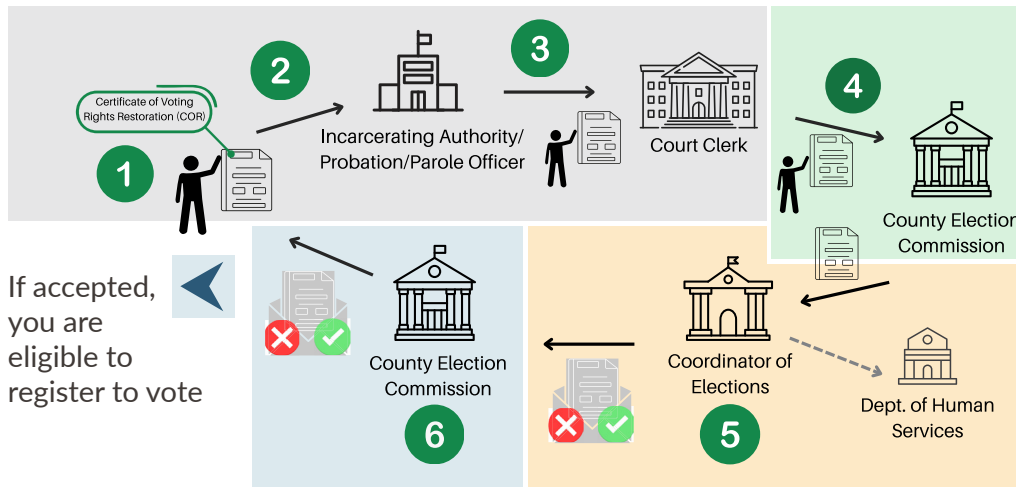 1
Certificate of Voting
Rights Restoration (COR)
2
Incarcerating Authority/
Probation/Parole Officer
3
Court Clerk
4
County Election
Commission
5
Coordinator of
Elections
Dept. of Human
Services
6
County Election
Commission
If accepted,
you are
eligible to
register to vote